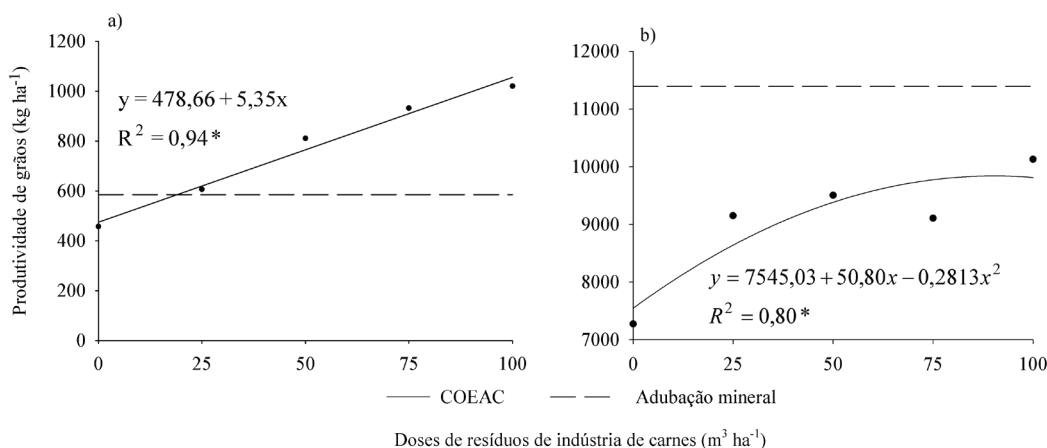 a)
Produtividade de grãos (kg ha⁻¹)
1200
1000
800
600
400
200
0
y = 478,66 + 5,35x
R² = 0,94*
0 25 50 75 100
b)
12000
11000
10000
9000
8000
7000
y = 7545,03 + 50,80x − 0,2813x²
R² = 0,80*
0 25 50 75 100
COEAC Adubação mineral
Doses de resíduos de indústria de carnes (m³ ha⁻¹)